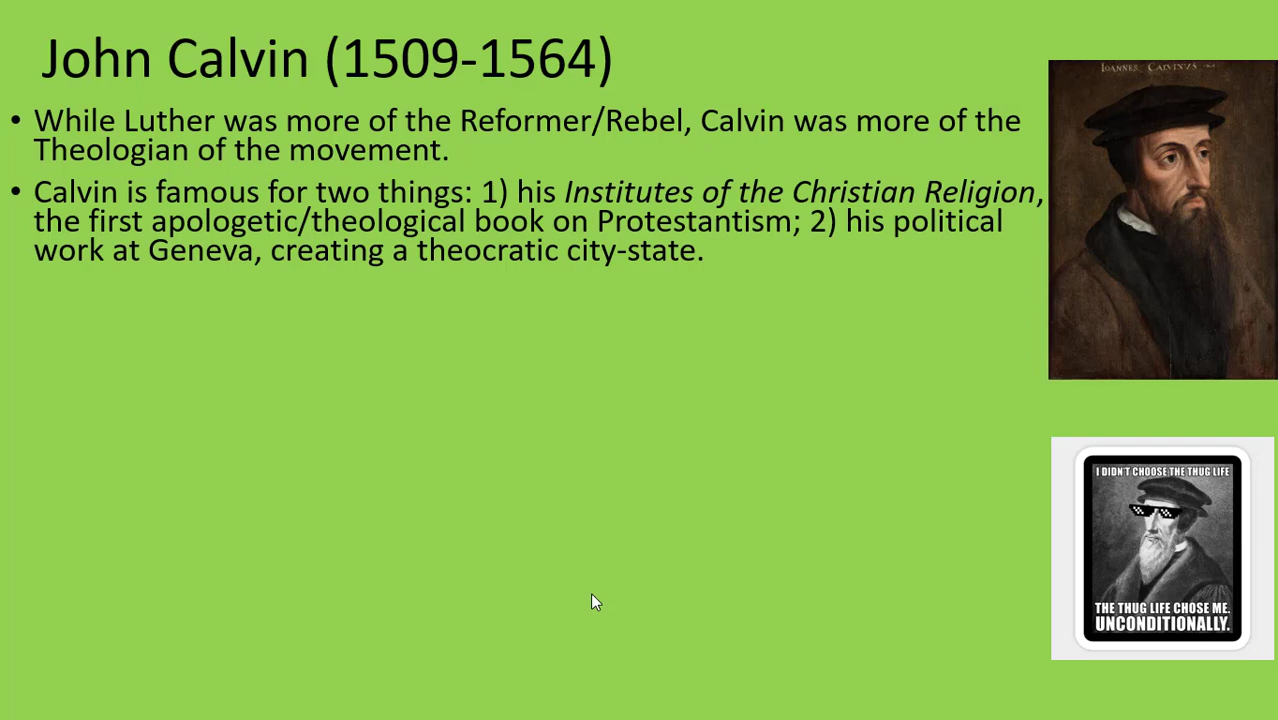 John Calvin (1509-1564)
• While Luther was more of the Reformer/Rebel, Calvin was more of the
Theologian of the movement.
• Calvin is famous for two things: 1) his Institutes of the Christian Religion,
the first apologetic/theological book on Protestantism; 2) his political
work at Geneva, creating a theocratic city-state.
I DIDN'T CHOOSE THE THUG LIFE
THE THUG LIFE CHOSE ME.
UNCONDITIONALLY.